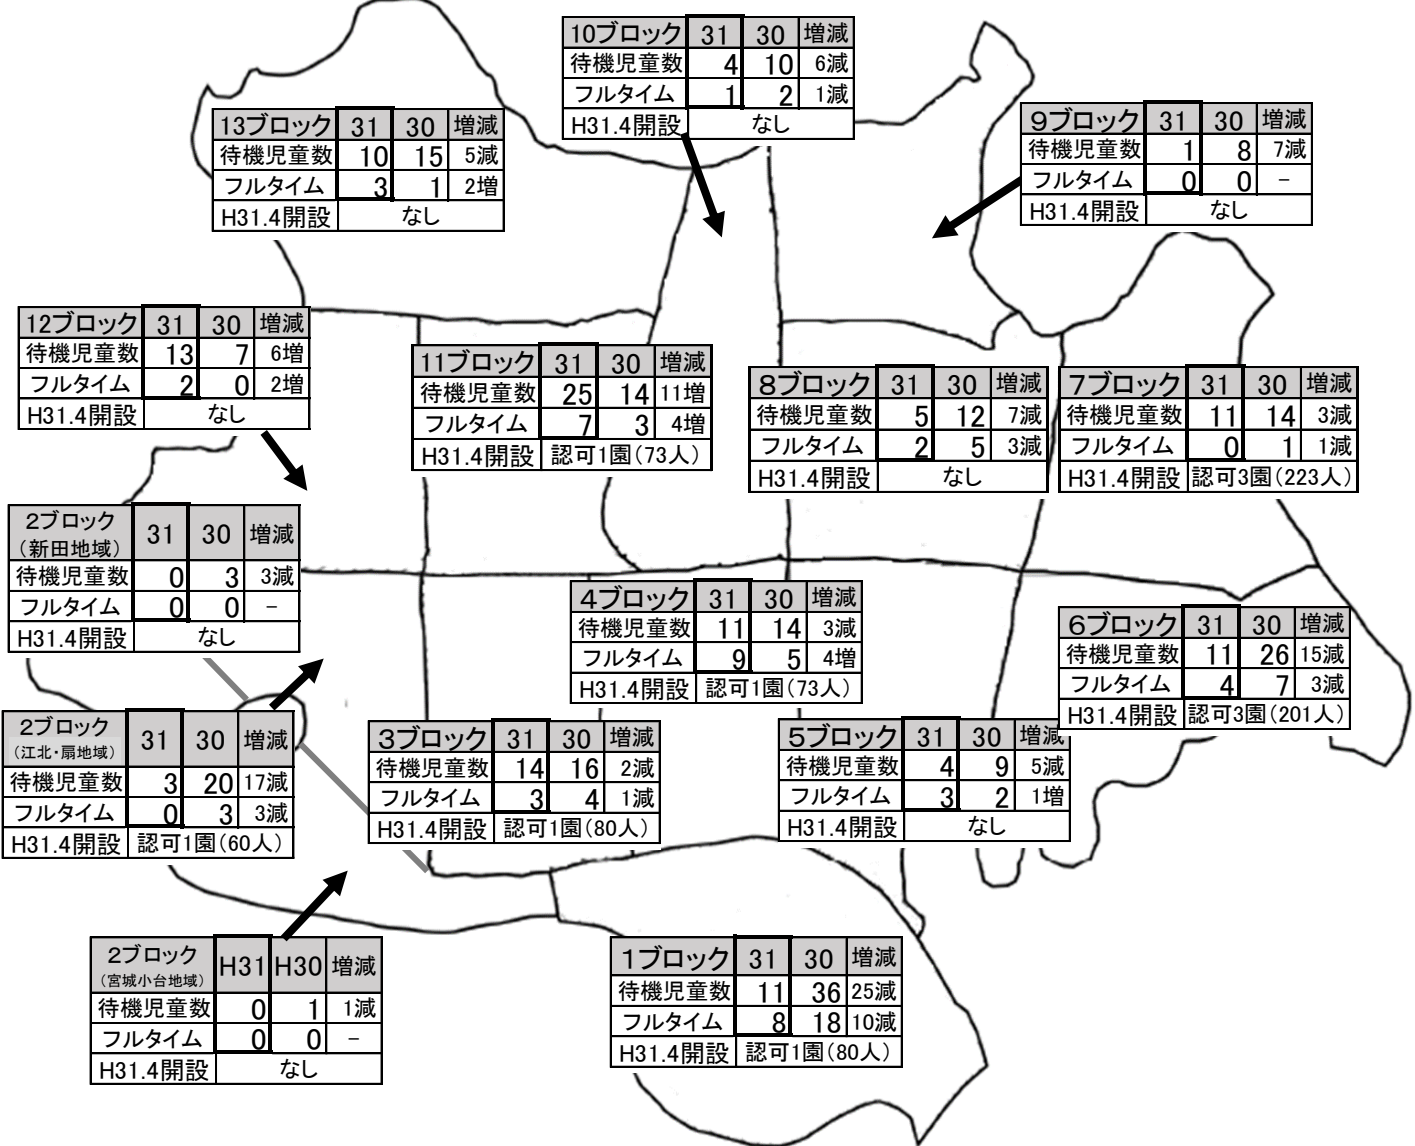 10ブロック 31 30 増減
待機児童数 4 10 6減
フルタイム 1 2 1減
H31.4開設 なし
13ブロック 31 30 増減
待機児童数 10 15 5減
フルタイム 3 1 2増
H31.4開設 なし
9ブロック 31 30 増減
待機児童数 1 8 7減
フルタイム 0 0 -
H31.4開設 なし
12ブロック 31 30 増減
待機児童数 13 7 6増
フルタイム 2 0 2増
H31.4開設 なし
11ブロック 31 30 増減
待機児童数 25 14 11増
フルタイム 7 3 4増
H31.4開設 認可1園(73人)
8ブロック 31 30 増減
待機児童数 5 12 7減
フルタイム 2 5 3減
H31.4開設 なし
7ブロック 31 30 増減
待機児童数 11 14 3減
フルタイム 0 1 1減
H31.4開設 認可3園(223人)
2ブロック
(新田地域) 31 30 増減
待機児童数 0 3 3減
フルタイム 0 0 -
H31.4開設 なし
4ブロック 31 30 増減
待機児童数 11 14 3減
フルタイム 9 5 4増
H31.4開設 認可1園(73人)
6ブロック 31 30 増減
待機児童数 11 26 15減
フルタイム 4 7 3減
H31.4開設 認可3園(201人)
2ブロック
(江北・扇地域) 31 30 増減
待機児童数 3 20 17減
フルタイム 0 3 3減
H31.4開設 認可1園(60人)
3ブロック 31 30 増減
待機児童数 14 16 2減
フルタイム 3 4 1減
H31.4開設 認可1園(80人)
5ブロック 31 30 増減
待機児童数 4 9 5減
フルタイム 3 2 1増
H31.4開設 なし
2ブロック
(宮城小台地域) H31 H30 増減
待機児童数 0 1 1減
フルタイム 0 0 -
H31.4開設 なし
1ブロック 31 30 増減
待機児童数 11 36 25減
フルタイム 8 18 10減
H31.4開設 認可1園(80人)